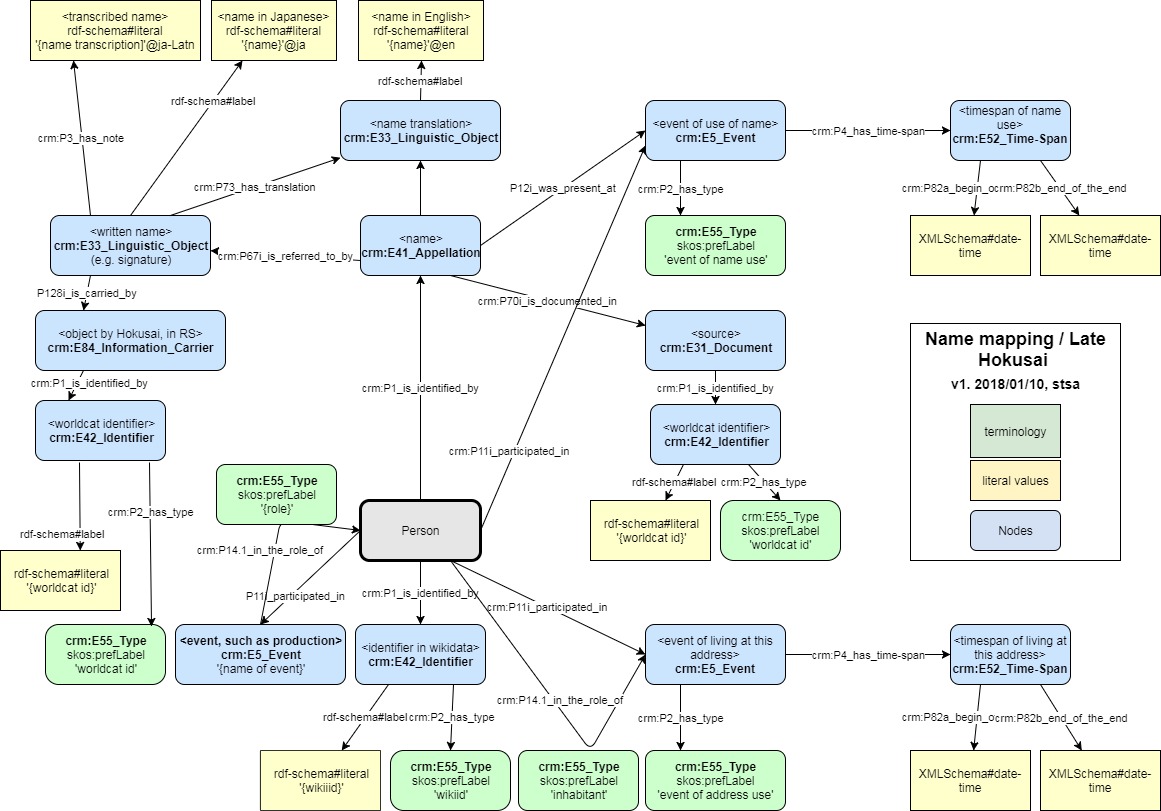 <transcribed name>
rdf-schema#literal
'{name transcription]'@ja-Latn
<name in Japanese>
rdf-schema#literal
'{name}'@ja
<name in English>
rdf-schema#literal
'{name}'@en
crm:P3_has_note
rdf-schema#label
rdf-schema#label
<name translation>
crm:E33_Linguistic_Object
<event of use of name>
crm:E5_Event
crm:P4_has_time-span
<timespan of name
use>
crm:E52_Time-Span
crm:P73_has_translation
P12i_was_present_at
crm:P2_has_type
crm:P82a_begin_o
crm:P82b_end_of_the_end
<written name>
crm:E33_Linguistic_Object
(e.g. signature)
crm:P67i_is_referred_to_by
<name>
crm:E41_Appellation
crm:E55_Type
skos:prefLabel
'event of name use'
XMLSchema#date-
time
XMLSchema#date-
time
P128i_is_carried_by
crm:P70i_is_documented_in
<object by Hokusai, in RS>
crm:E84_Information_Carrier
<source>
crm:E31_Document
Name mapping / Late
Hokusai
v1. 2018/01/10, stsa
terminology
literal values
Nodes
crm:P1_is_identified_by
crm:P1_is_identified_by
crm:P1_is_identified_by
<worldcat identifier>
crm:E42_Identifier
<worldcat identifier>
crm:E42_Identifier
crm:P11i_participated_in
crm:P2_has_type
rdf-schema#label
crm:E55_Type
skos:prefLabel
'{role}'
Person
rdf-schema#label
crm:P2_has_type
rdf-schema#literal
'{worldcat id}'
crm:E55_Type
skos:prefLabel
'worldcat id'
rdf-schema#literal
'{worldcat id}'
crm:P14.1_in_the_role_of
P11i_participated_in
crm:P1_is_identified_by
crm:P11i_participated_in
crm:E55_Type
skos:prefLabel
'worldcat id'
<event, such as production>
crm:E5_Event
'{name of event}'
<identifier in wikidata>
crm:E42_Identifier
<event of living at this
address>
crm:E5_Event
crm:P4_has_time-span
<timespan of living at
this address>
crm:E52_Time-Span
crm:P14.1_in_the_role_of
rdf-schema#label
crm:P2_has_type
crm:P2_has_type
crm:P82a_begin_o
crm:P82b_end_of_the_end
rdf-schema#literal
'{wikiiid}'
crm:E55_Type
skos:prefLabel
'wikiid'
crm:E55_Type
skos:prefLabel
'inhabitant'
crm:E55_Type
skos:prefLabel
'event of address use'
XMLSchema#date-
time
XMLSchema#date-
time